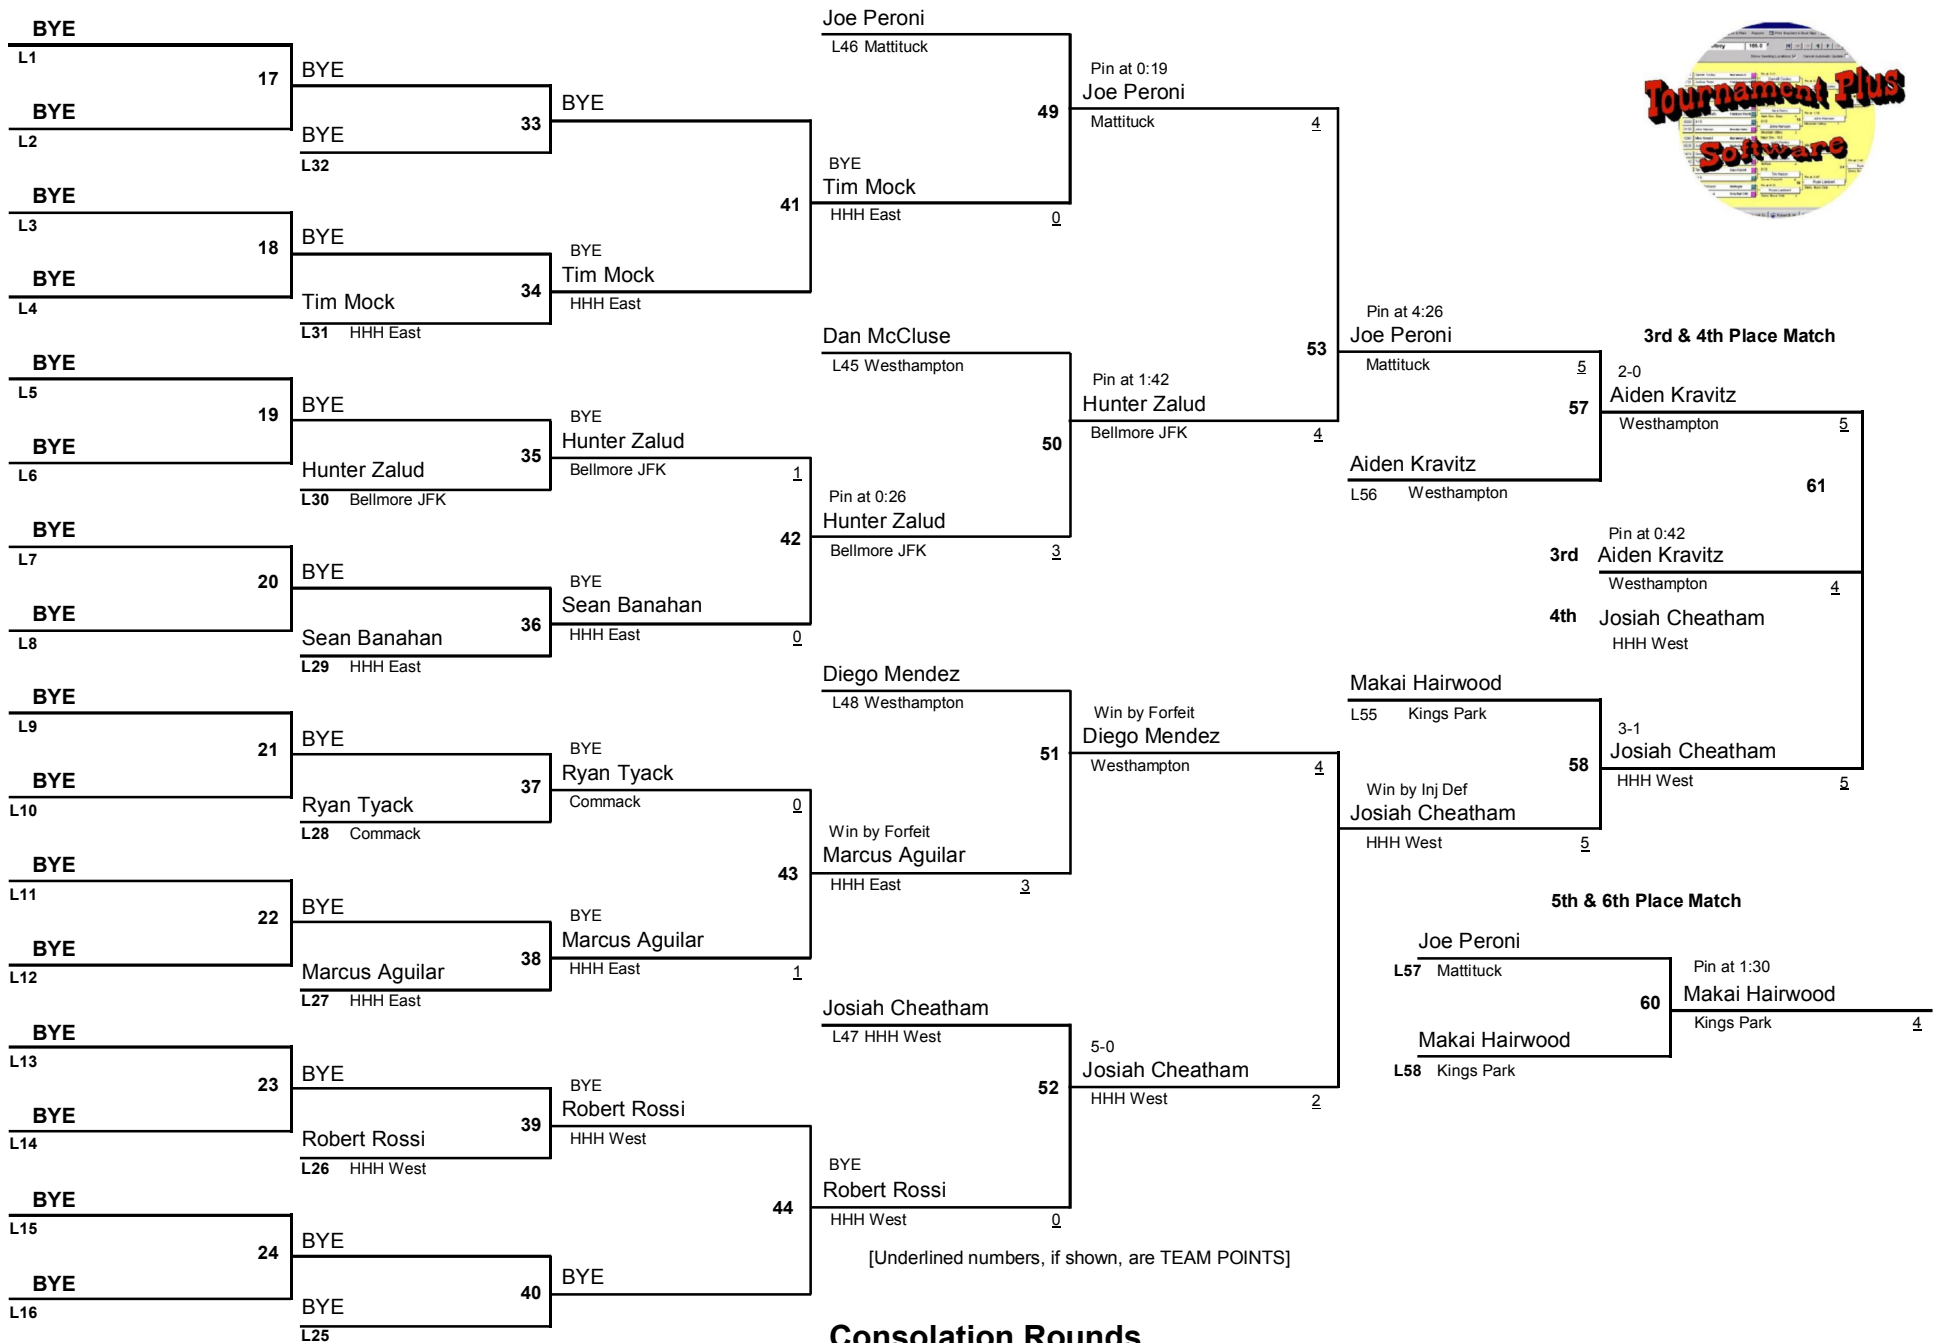 BYE
L1
17
BYE
L2
BYE
L3
18
BYE
L4
BYE
L5
19
BYE
L6
BYE
L7
20
BYE
L8
BYE
L9
21
BYE
L10
BYE
L11
22
BYE
L12
BYE
L13
23
BYE
L14
BYE
L15
24
BYE
L16
BYE
33
BYE
L32
BYE
34
Tim Mock
L31 HHH East
BYE
35
Hunter Zalud
L30 Bellmore JFK
BYE
36
Sean Banahan
L29 HHH East
BYE
37
Ryan Tyack
L28 Commack
BYE
38
Marcus Aguilar
L27 HHH East
BYE
39
Robert Rossi
L26 HHH West
BYE
40
BYE
L25
BYE
41
BYE
Tim Mock
HHH East
BYE
Hunter Zalud
Bellmore JFK 1
42
BYE
Sean Banahan
HHH East 0
BYE
Ryan Tyack
Commack 0
43
BYE
Marcus Aguilar
HHH East 1
BYE
Robert Rossi
HHH West
44
BYE
Joe Peroni
L46 Mattituck
49
BYE
Tim Mock
HHH East 0
Dan McCluse
L45 Westhampton
50
Pin at 0:26
Hunter Zalud
Bellmore JFK 3
Diego Mendez
L48 Westhampton
51
Win by Forfeit
Marcus Aguilar
HHH East 3
Josiah Cheatham
L47 HHH West
52
BYE
Robert Rossi
HHH West 0
Pin at 0:19
Joe Peroni
Mattituck 4
53
Pin at 1:42
Hunter Zalud
Bellmore JFK 4
Win by Forfeit
Diego Mendez
Westhampton 4
5-0
Josiah Cheatham
HHH West 2
Pin at 4:26
Joe Peroni
Mattituck 5
57
Aiden Kravitz
L56 Westhampton
Makai Hairwood
L55 Kings Park
58
Win by Inj Def
Josiah Cheatham
HHH West 5
3rd & 4th Place Match
2-0
Aiden Kravitz
Westhampton 5
61
Pin at 0:42
3rd Aiden Kravitz
Westhampton 4
4th Josiah Cheatham
HHH West
3-1
Josiah Cheatham
HHH West 5
5th & 6th Place Match
Joe Peroni
L57 Mattituck
60
Makai Hairwood
L58 Kings Park
Pin at 1:30
Makai Hairwood
Kings Park 4
[Underlined numbers, if shown, are TEAM POINTS]
Consolation Rounds
Tournament Plus
Software